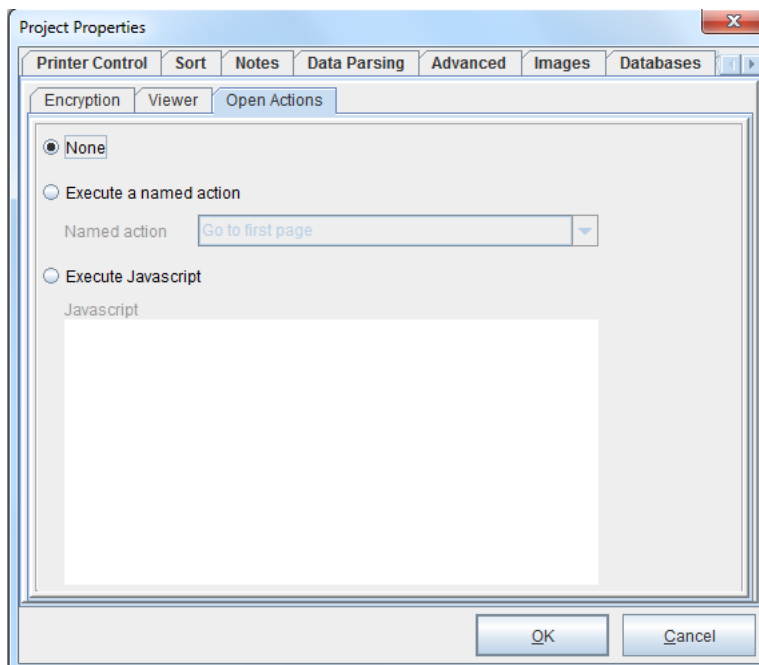 Project Properties
Printer Control Sort Notes Data Parsing Advanced Images Databases
Encryption Viewer Open Actions
None
Execute a named action
Named action Go to first page
Execute Javascript
Javascript
OK Cancel